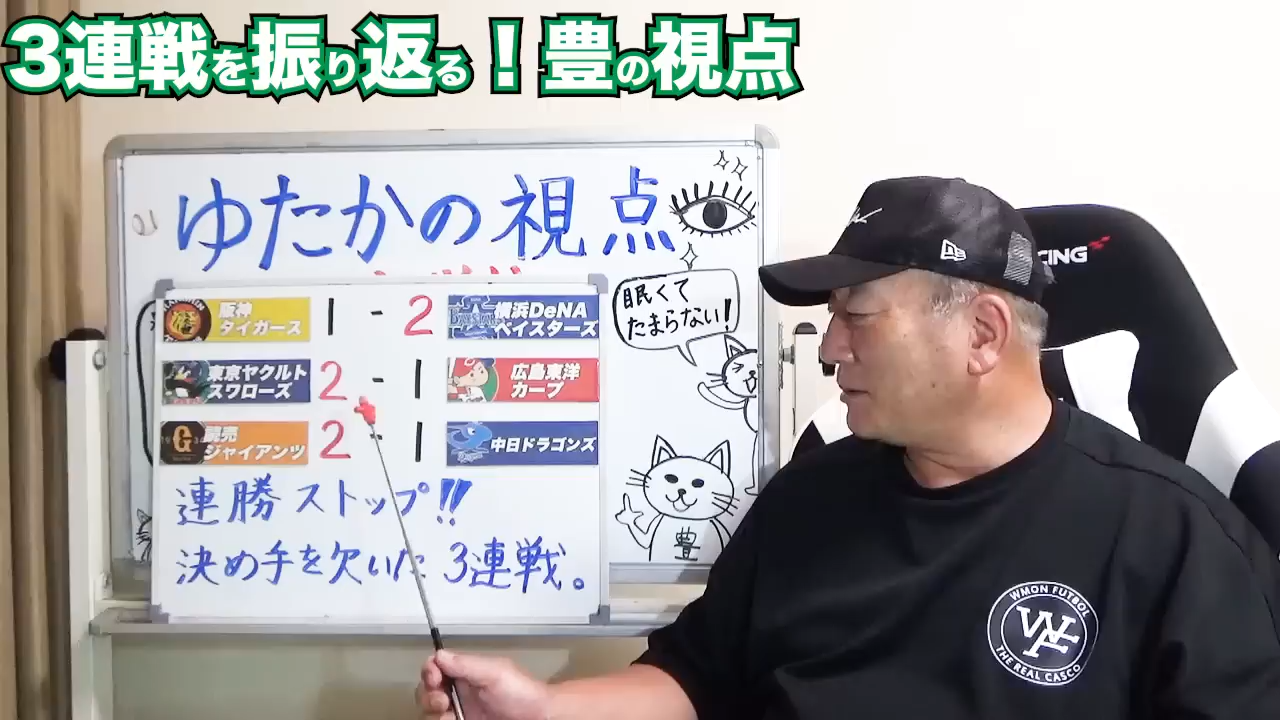 3連戦を振り返る！豊の視点
ゆたかの視点
眠くて
たまらない！
阪神
タイガース
1 - 2
横浜DeNA
ベイスターズ
東京ヤクルト
スワローズ
2 - 1
広島東洋
カープ
G
読売
ジャイアンツ
2 - 1
中日ドラゴンズ
連勝ストップ!!
決め手を欠いた3連戦。
豊
CING
WMON FUTBOL
THE REAL CASCO